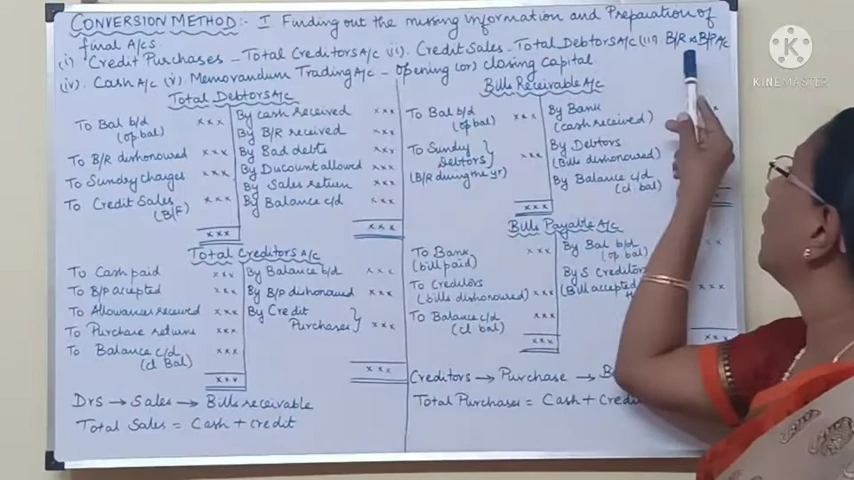 CONVERSION METHOD :- I Finding out the missing information and Preparation of
final A/cs
(i) Credit Purchases - Total Creditors A/c (ii) Credit Sales - Total Debtors A/c (iii) B/R & B/P A/c
(iv) Cash A/c (v) Memorandum Trading A/c - opening (or) closing capital
Total Debtors A/c
To Bal b/d xxx By cash received xxx
(op bal) By B/R received xxx
To B/R dishonoured xxx By Bad debts xxx
To Sundry charges xxx By Discount allowed xxx
To Credit Sales xxx By Sales return xxx
(B/F) By Balance c/d xxx
xxx xxx
Total Creditors A/c
To Cash paid xxx By Balance b/d xxx
To B/P accepted xxx By B/P dishonoured xxx
To Allowances received xxx By Credit
To Purchase returns xxx Purchases xxx
To Balance c/d xxx
(cl Bal)
xxx xxx
Drs → Sales → Bills receivable
Total Sales = Cash + credit
Bills Receivable A/c
To Bal b/d xxx By Bank
(op bal) (cash received)
To Sundry By Debtors
Debtors xxx (Bills dishonoured)
(B/R during the yr) By Balance c/d
(cl bal)
xxx
Bills Payable A/c
To Bank xxx By Bal b/d
(bill paid) (op bal)
To Creditors By S Creditors
(bills dishonoured) xxx (Bill accepted xxx
To Balance c/d xxx
(cl bal)
xxx xxx
Creditors → Purchase →
Total Purchases = Cash +
KINEMASTER